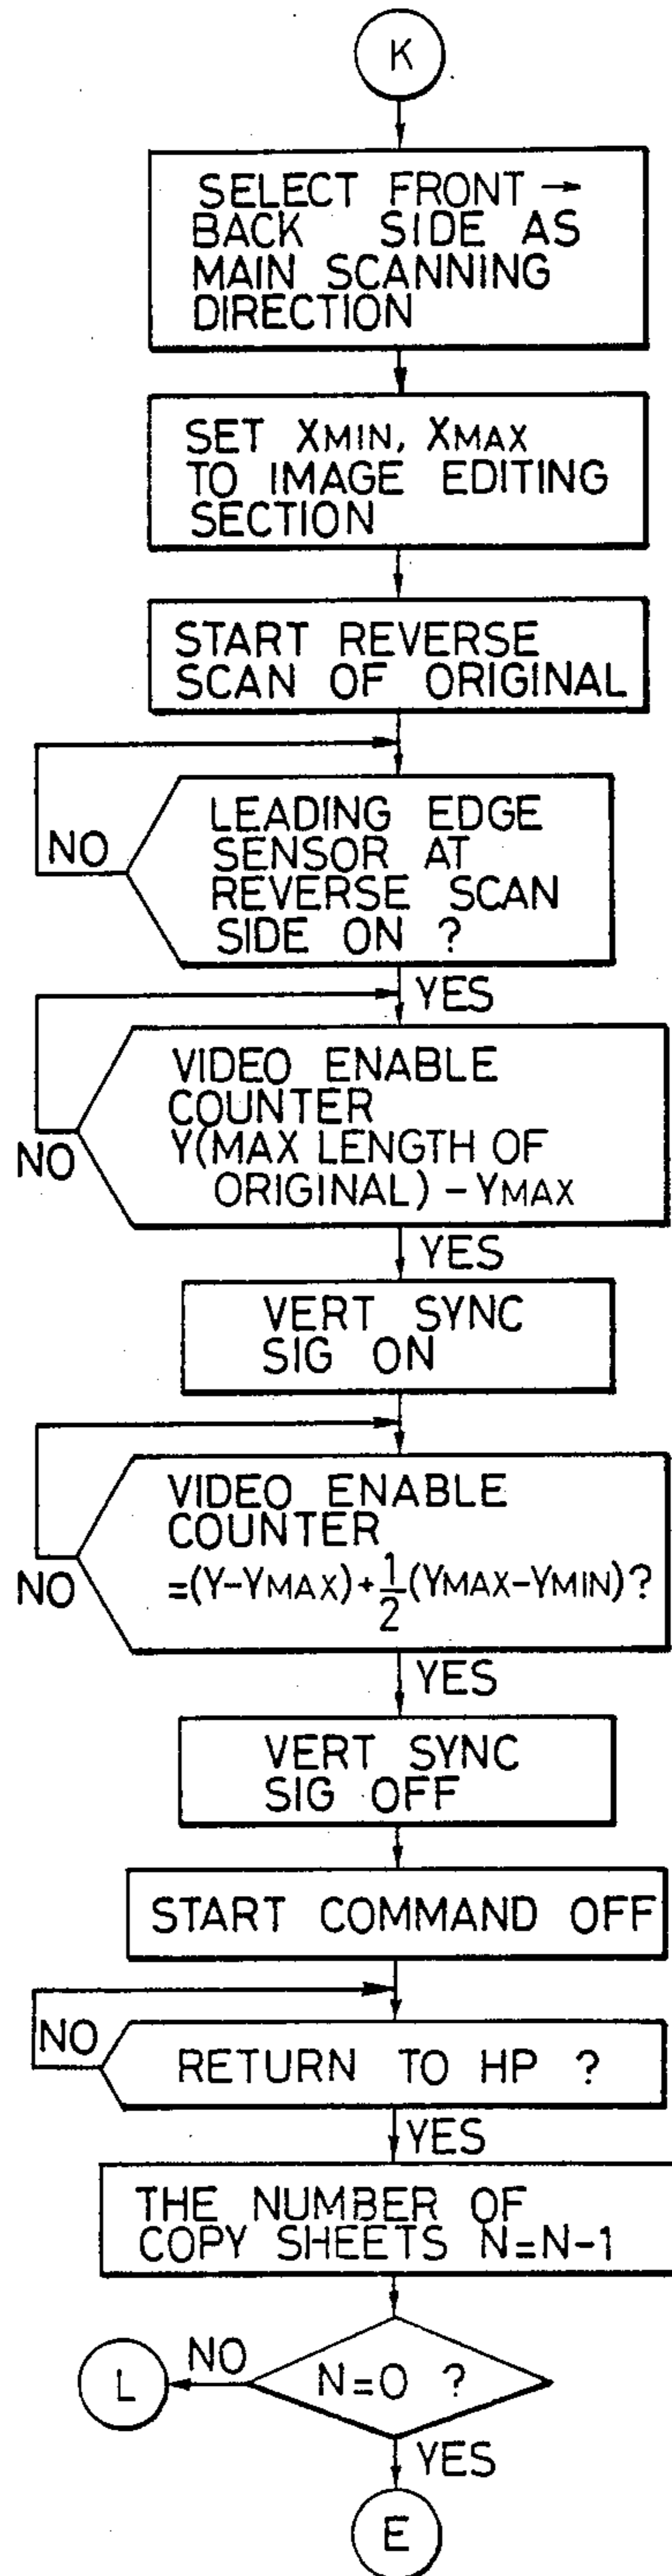 K
SELECT FRONT →
BACK SIDE AS
MAIN SCANNING
DIRECTION
SET XMIN, XMAX
TO IMAGE EDITING
SECTION
START REVERSE
SCAN OF ORIGINAL
LEADING EDGE
SENSOR AT
REVERSE SCAN
SIDE ON ?
NO
YES
VIDEO ENABLE
COUNTER
Y(MAX LENGTH OF
ORIGINAL) - YMAX
NO
YES
VERT SYNC
SIG ON
VIDEO ENABLE
COUNTER
=(Y-YMAX)+1/2(YMAX-YMIN)?
NO
YES
VERT SYNC
SIG OFF
START COMMAND OFF
NO
RETURN TO HP ?
YES
THE NUMBER OF
COPY SHEETS N=N-1
L
NO
N=0 ?
YES
E